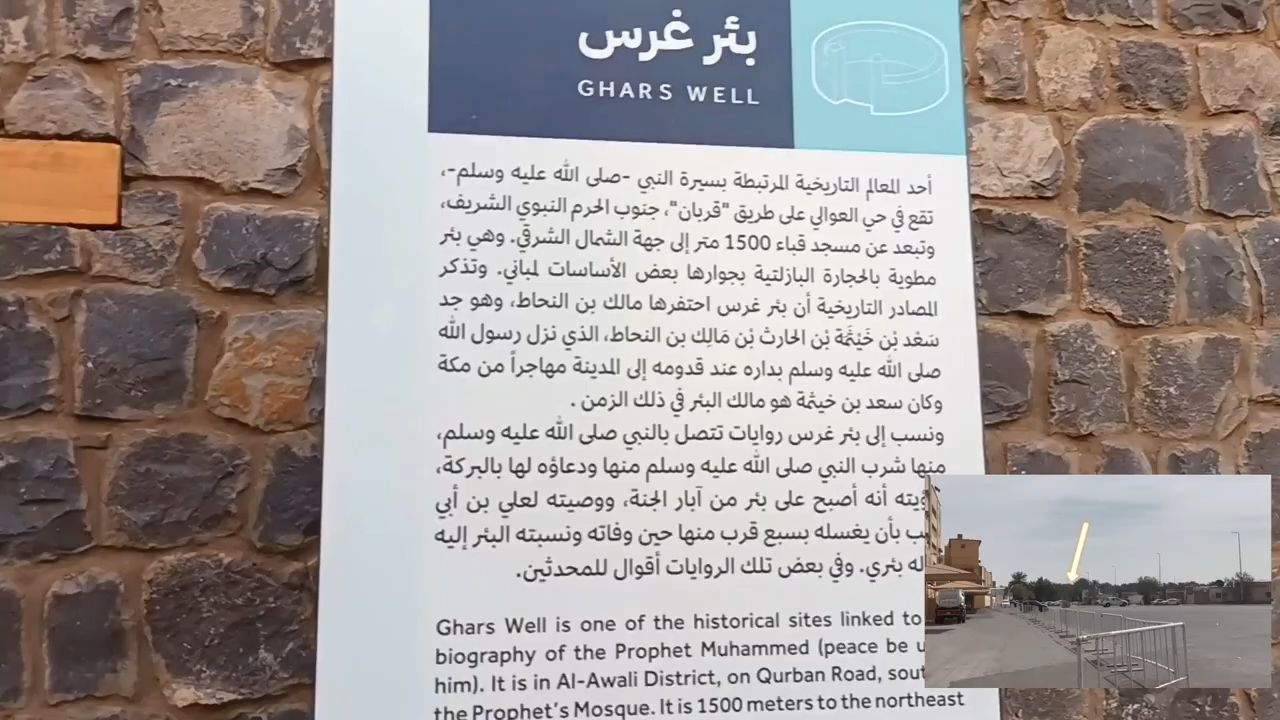 بئر غرس
GHARS WELL
أحد المعالم التاريخية المرتبطة بسيرة النبي -صلى الله عليه وسلم-،
تقع في حي العوالي على طريق "قربان"، جنوب الحرم النبوي الشريف،
وتبعد عن مسجد قباء 1500 متر إلى جهة الشمال الشرقي. وهي بئر
مطوية بالحجارة البازلتية بجوارها بعض الأساسات لمباني. وتذكر
المصادر التاريخية أن بئر غرس احتفرها مالك بن النحاط، وهو جد
سَعْد بْن خَيْثَمَة بْن الحارث بْن مَالِك بن النحاط، الذي نزل رسول الله
صلى الله عليه وسلم بداره عند قدومه إلى المدينة مهاجراً من مكة
وكان سعد بن خيثمة هو مالك البئر في ذلك الزمن .
ونسب إلى بئر غرس روايات تتصل بالنبي صلى الله عليه وسلم،
منها شرب النبي صلى الله عليه وسلم منها ودعاؤه لها بالبركة،
أنه أصبح على بئر من آبار الجنة، ووصيته لعلي بن أبي
بأن يغسله بسبع قرب منها حين وفاته ونسبته البئر إليه
بئري. وفي بعض تلك الروايات أقوال للمحدثين.
Ghars Well is one of the historical sites linked to
biography of the Prophet Muhammed (peace be
him). It is in Al-Awali District, on Qurban Road,
the Prophet's Mosque. It is 1500 meters to the northeast